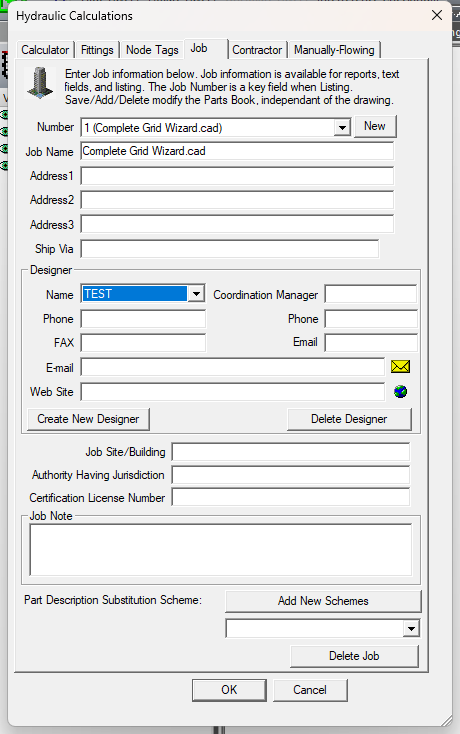 Hydraulic Calculations
Calculator Fittings Node Tags Job Contractor Manually-Flowing
Enter Job information below. Job information is available for reports, text
fields, and listing. The Job Number is a key field when Listing.
Save/Add/Delete modify the Parts Book, independant of the drawing.
Number 1 (Complete Grid Wizard.cad) New
Job Name Complete Grid Wizard.cad
Address1
Address2
Address3
Ship Via
Designer
Name TEST Coordination Manager
Phone Phone
FAX Email
E-mail
Web Site
Create New Designer Delete Designer
Job Site/Building
Authority Having Jurisdiction
Certification License Number
Job Note
Part Description Substitution Scheme: Add New Schemes
Delete Job
OK Cancel